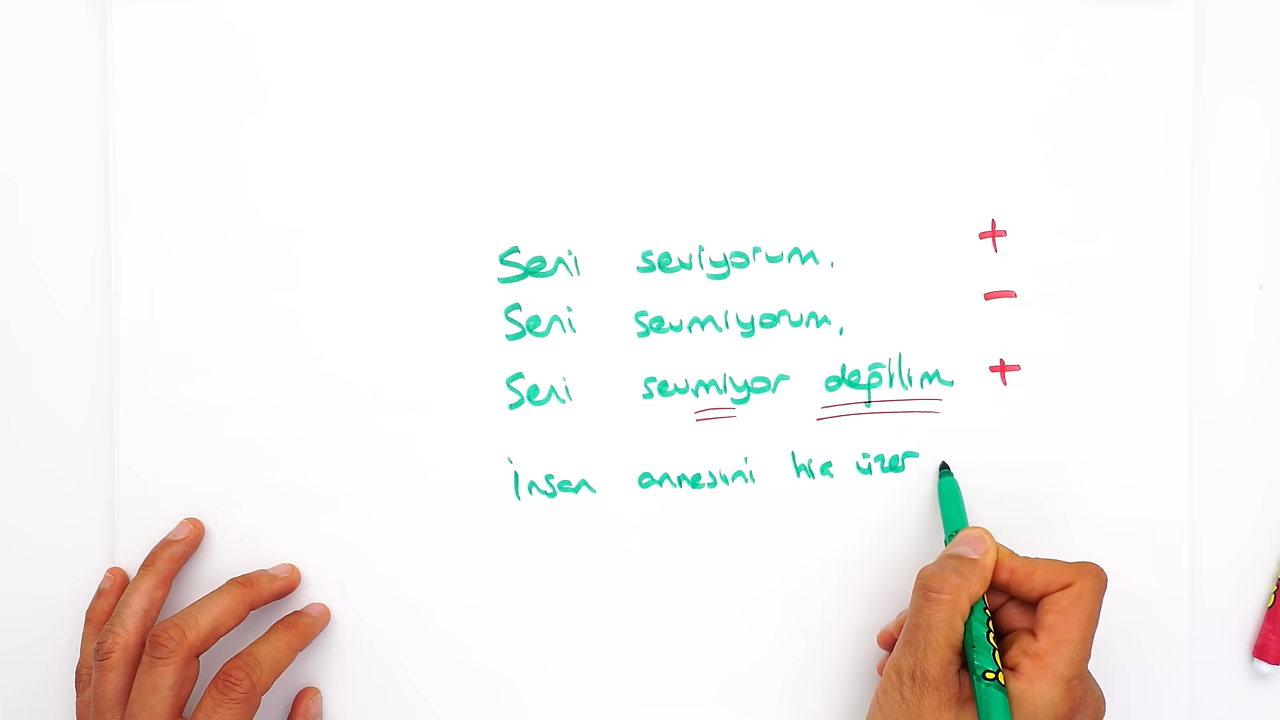 Seni seviyorum. +
Seni sevmiyorum. -
Seni sevmiyor değilim +
İnsan annesini hiç üzer